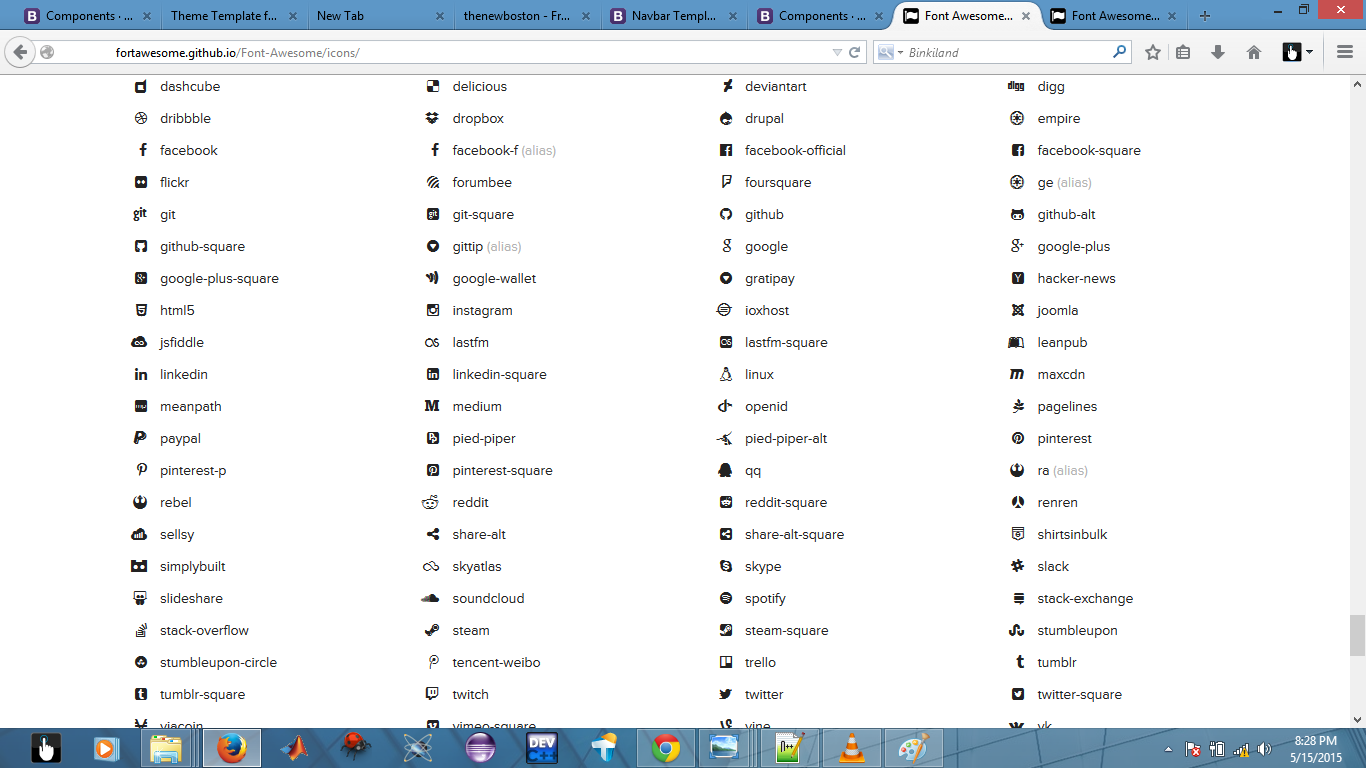 Components · ... Theme Template f... New Tab thenewboston - Fr... Navbar Templ... Components · ... Font Awesome... Font Awesome...
fortawesome.github.io/Font-Awesome/icons/ Binkiland
dashcube delicious deviantart digg
dribbble dropbox drupal empire
facebook facebook-f (alias) facebook-official facebook-square
flickr forumbee foursquare ge (alias)
git git-square github github-alt
github-square gittip (alias) google google-plus
google-plus-square google-wallet gratipay hacker-news
html5 instagram ioxhost joomla
jsfiddle lastfm lastfm-square leanpub
linkedin linkedin-square linux maxcdn
meanpath medium openid pagelines
paypal pied-piper pied-piper-alt pinterest
pinterest-p pinterest-square qq ra (alias)
rebel reddit reddit-square renren
sellsy share-alt share-alt-square shirtsinbulk
simplybuilt skyatlas skype slack
slideshare soundcloud spotify stack-exchange
stack-overflow steam steam-square stumbleupon
stumbleupon-circle tencent-weibo trello tumblr
tumblr-square twitch twitter twitter-square
viacoin vimeo-square vine vk
DEV C++ N++ 8:28 PM
5/15/2015